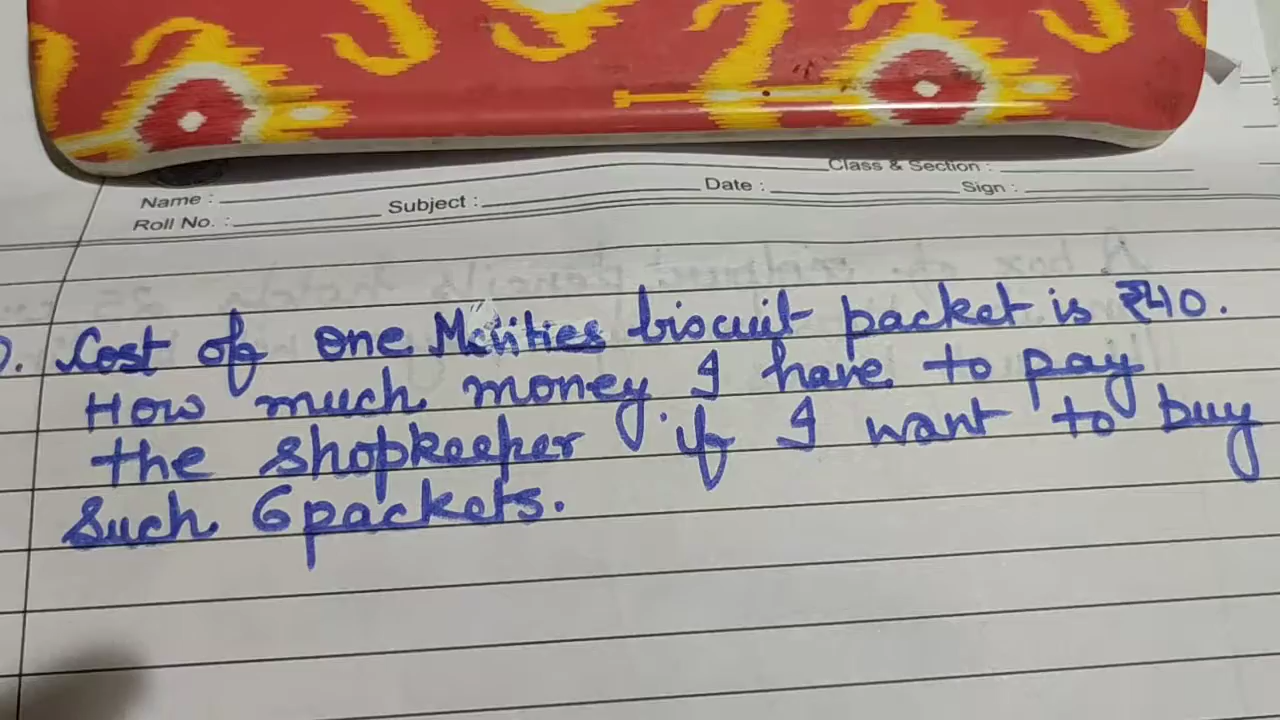 Class & Section :
Name : Date : Sign :
Roll No. : Subject :
Cost of one biscuit packet is ₹40.
How much money I have to pay
the shopkeeper if I want to buy
such 6 packets.